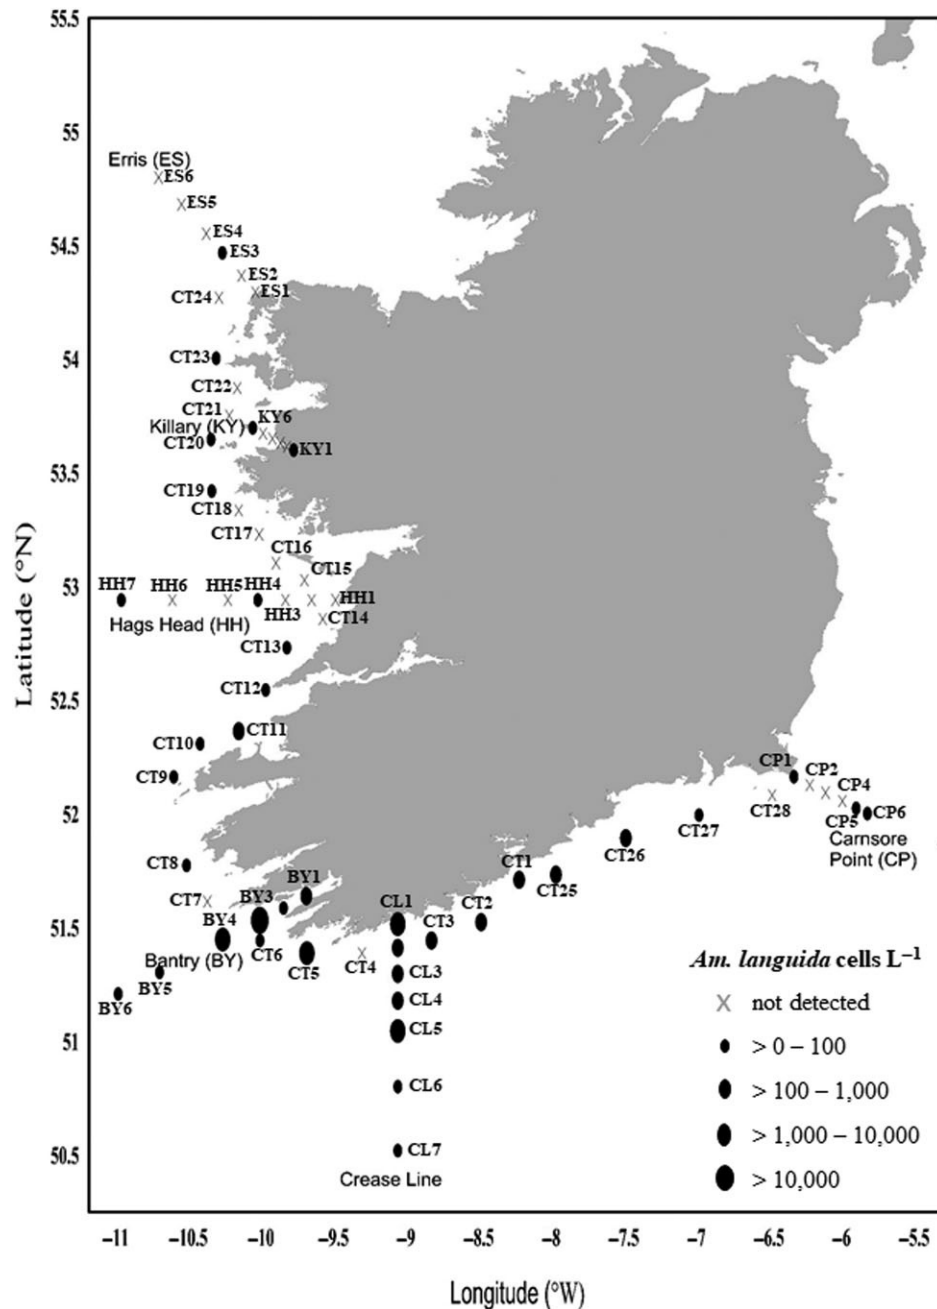 55.5
55
54.5
54
53.5
53
52.5
52
51.5
51
50.5
Latitude (°N)
Erris (ES)
ES6
ES5
ES4
ES3
ES2
ES1
CT24
CT23
CT22
CT21
KY6
Killary (KY)
CT20
KY1
CT19
CT18
CT17
CT16
CT15
HH7
HH6
HH5
HH4
HH3
HH1
Hags Head (HH)
CT14
CT13
CT12
CT11
CT10
CT9
CP1
CP2
CP4
CT28
CP5
CP6
Carnsore
Point (CP)
CT27
CT26
CT8
CT1
CT25
BY1
CT7
BY3
CL1
CT2
BY4
CT3
CT6
Bantry (BY)
CT5
CT4
BY5
CL3
BY6
CL4
CL5
CL6
CL7
Crease Line
Am. languida cells L–1
X not detected
> 0 – 100
> 100 – 1,000
> 1,000 – 10,000
> 10,000
–11
–10.5
–10
–9.5
–9
–8.5
–8
–7.5
–7
–6.5
–6
–5.5
Longitude (°W)